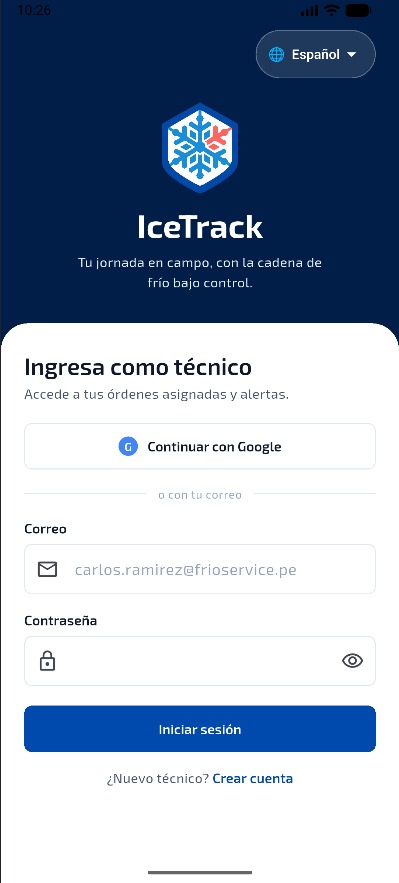 10:26
Español
IceTrack
Tu jornada en campo, con la cadena de
frío bajo control.
Ingresa como técnico
Accede a tus órdenes asignadas y alertas.
G Continuar con Google
o con tu correo
Correo
carlos.ramirez@frioservice.pe
Contraseña
Iniciar sesión
¿Nuevo técnico? Crear cuenta